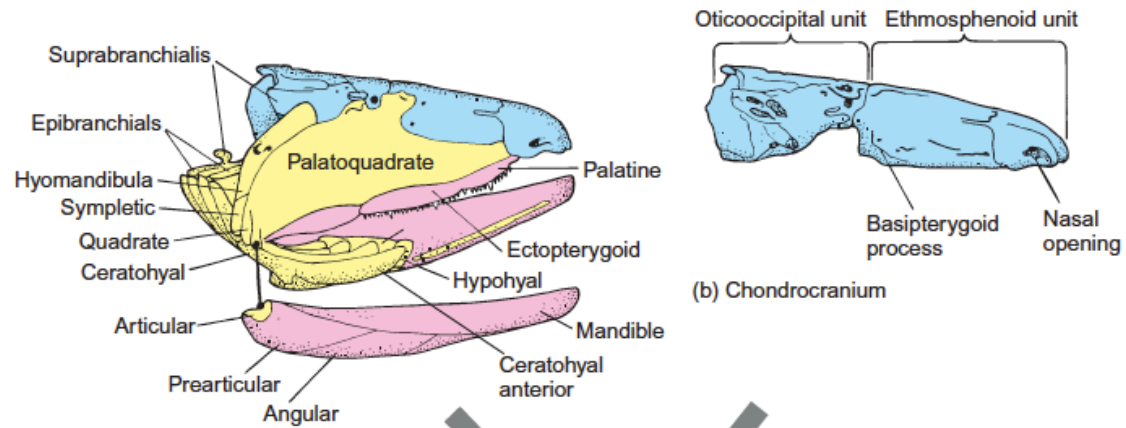 Suprabranchialis
Epibranchials
Hyomandibula
Sympletic
Quadrate
Ceratohyal
Articular
Prearticular
Angular
Palatoquadrate
Palatine
Ectopterygoid
Hypohyal
Mandible
Ceratohyal
anterior
Oticooccipital unit
Ethmosphenoid unit
Basipterygoid
process
Nasal
opening
(b) Chondrocranium